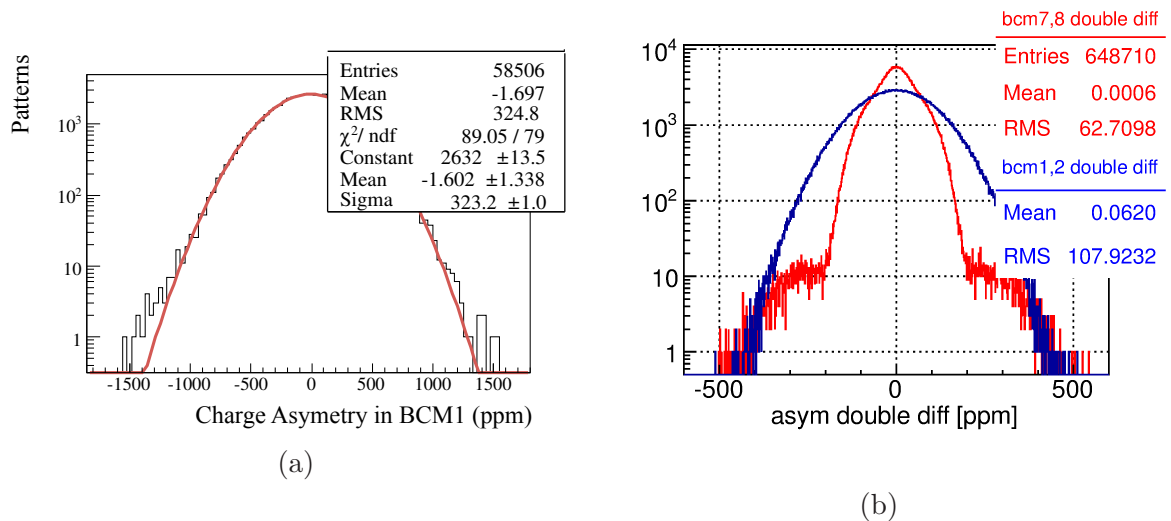 Patterns
10³
10²
10
1
Entries 58506
Mean -1.697
RMS 324.8
χ²/ ndf 89.05 / 79
Constant 2632 ±13.5
Mean -1.602 ±1.338
Sigma 323.2 ±1.0
-1500 -1000 -500 0 500 1000 1500
Charge Asymetry in BCM1 (ppm)
(a)
bcm7,8 double diff
Entries 648710
Mean 0.0006
RMS 62.7098
bcm1,2 double diff
Mean 0.0620
RMS 107.9232
10⁴
10³
10²
10
1
-500 0 500
asym double diff [ppm]
(b)